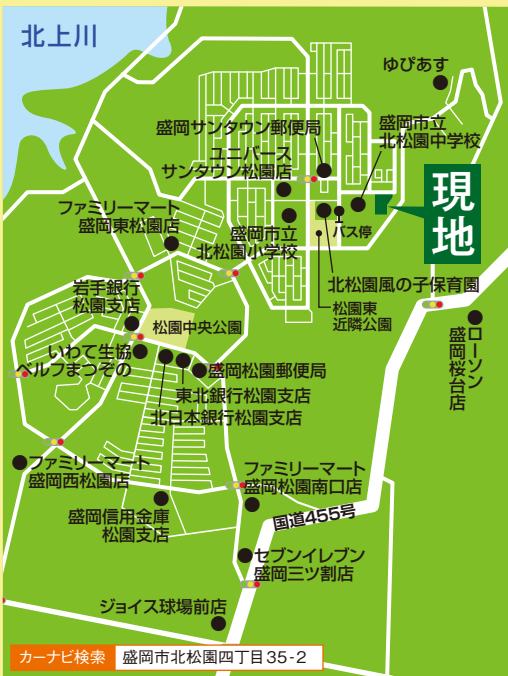 北上川
ゆぴあす
盛岡サンタウン郵便局
盛岡市立
北松園中学校
ユニバース
サンタウン松園店
現地
バス停
ファミリーマート
盛岡東松園店
盛岡市立
北松園小学校
北松園風の子保育園
松園東
近隣公園
岩手銀行
松園支店
松園中央公園
ローソン
盛岡桜台店
いわて生協
ベルフまつぞの
盛岡松園郵便局
東北銀行松園支店
北日本銀行松園支店
ファミリーマート
盛岡西松園店
ファミリーマート
盛岡松園南口店
盛岡信用金庫
松園支店
国道455号
セブンイレブン
盛岡三ツ割店
ジョイス球場前店
カーナビ検索 盛岡市北松園四丁目35-2